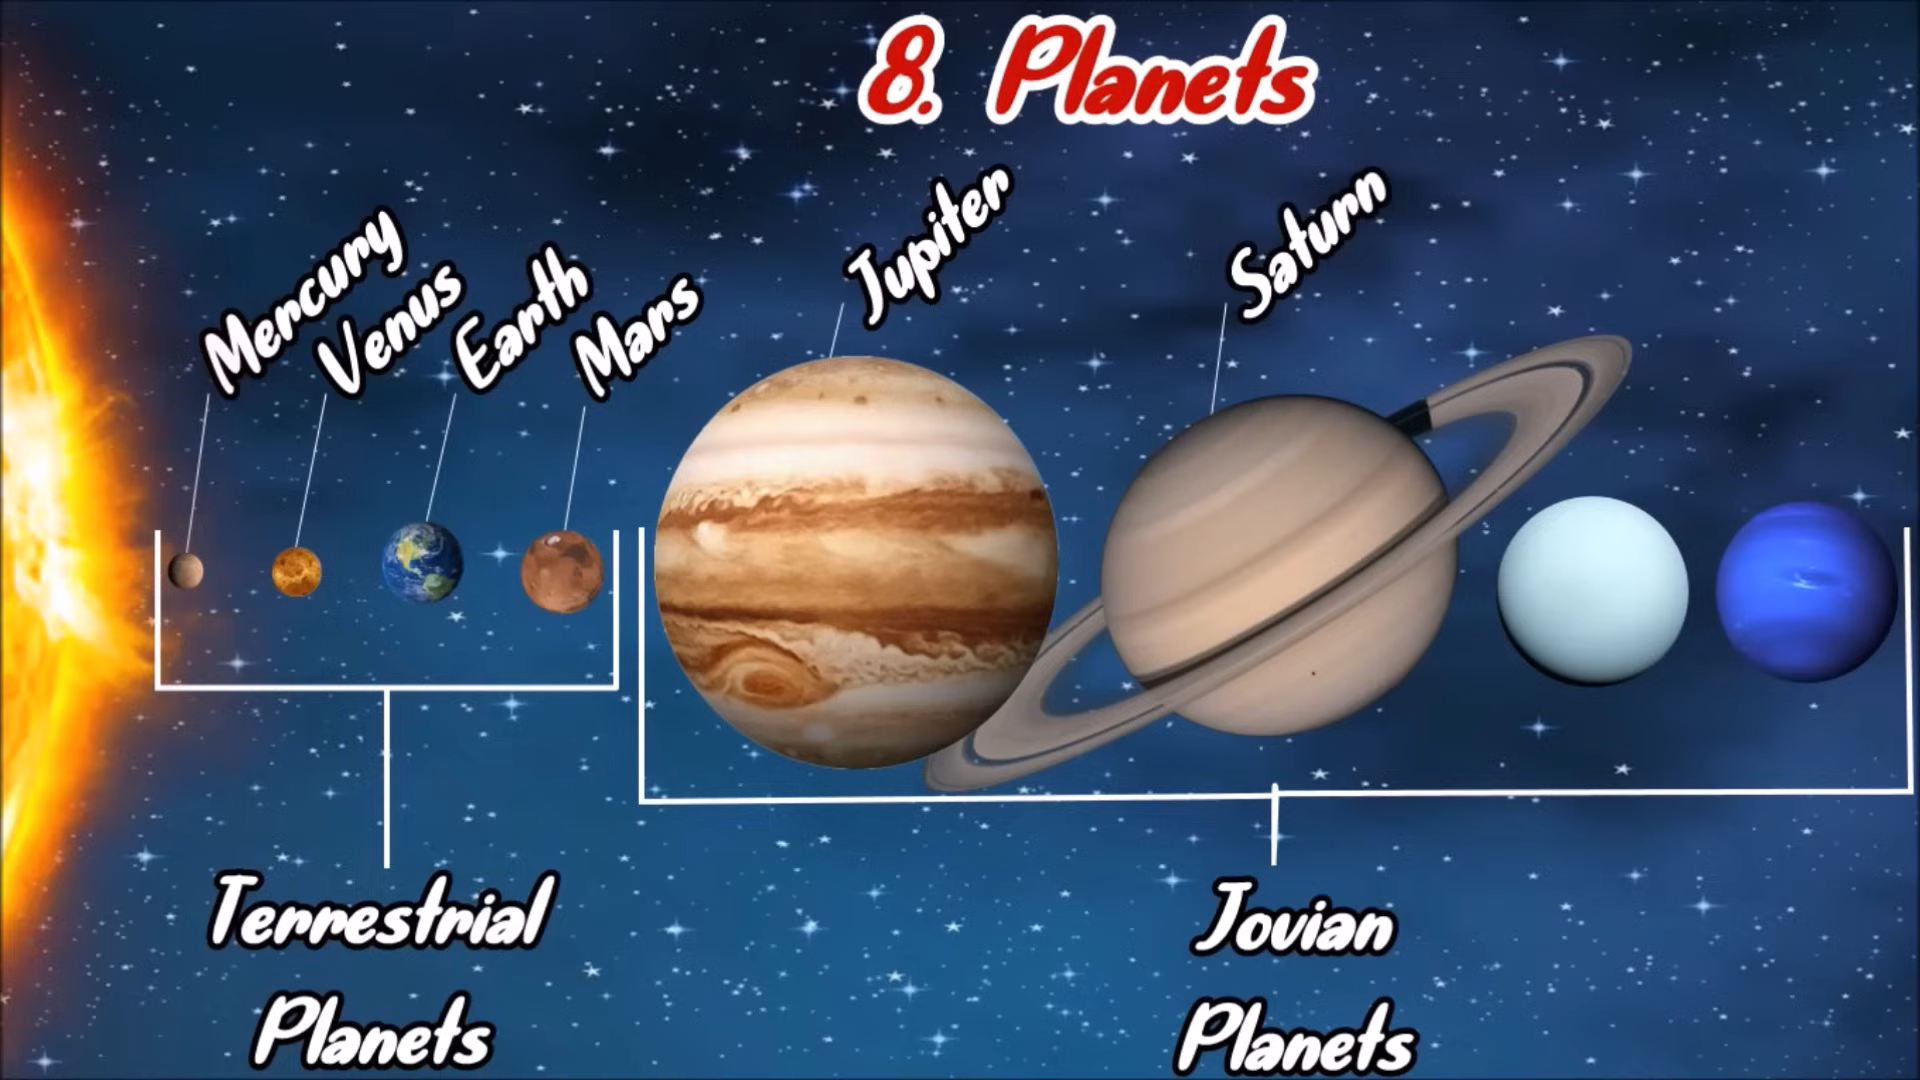 8. Planets
Mercury
Venus
Earth
Mars
Jupiter
Saturn
Terrestrial
Planets
Jovian
Planets